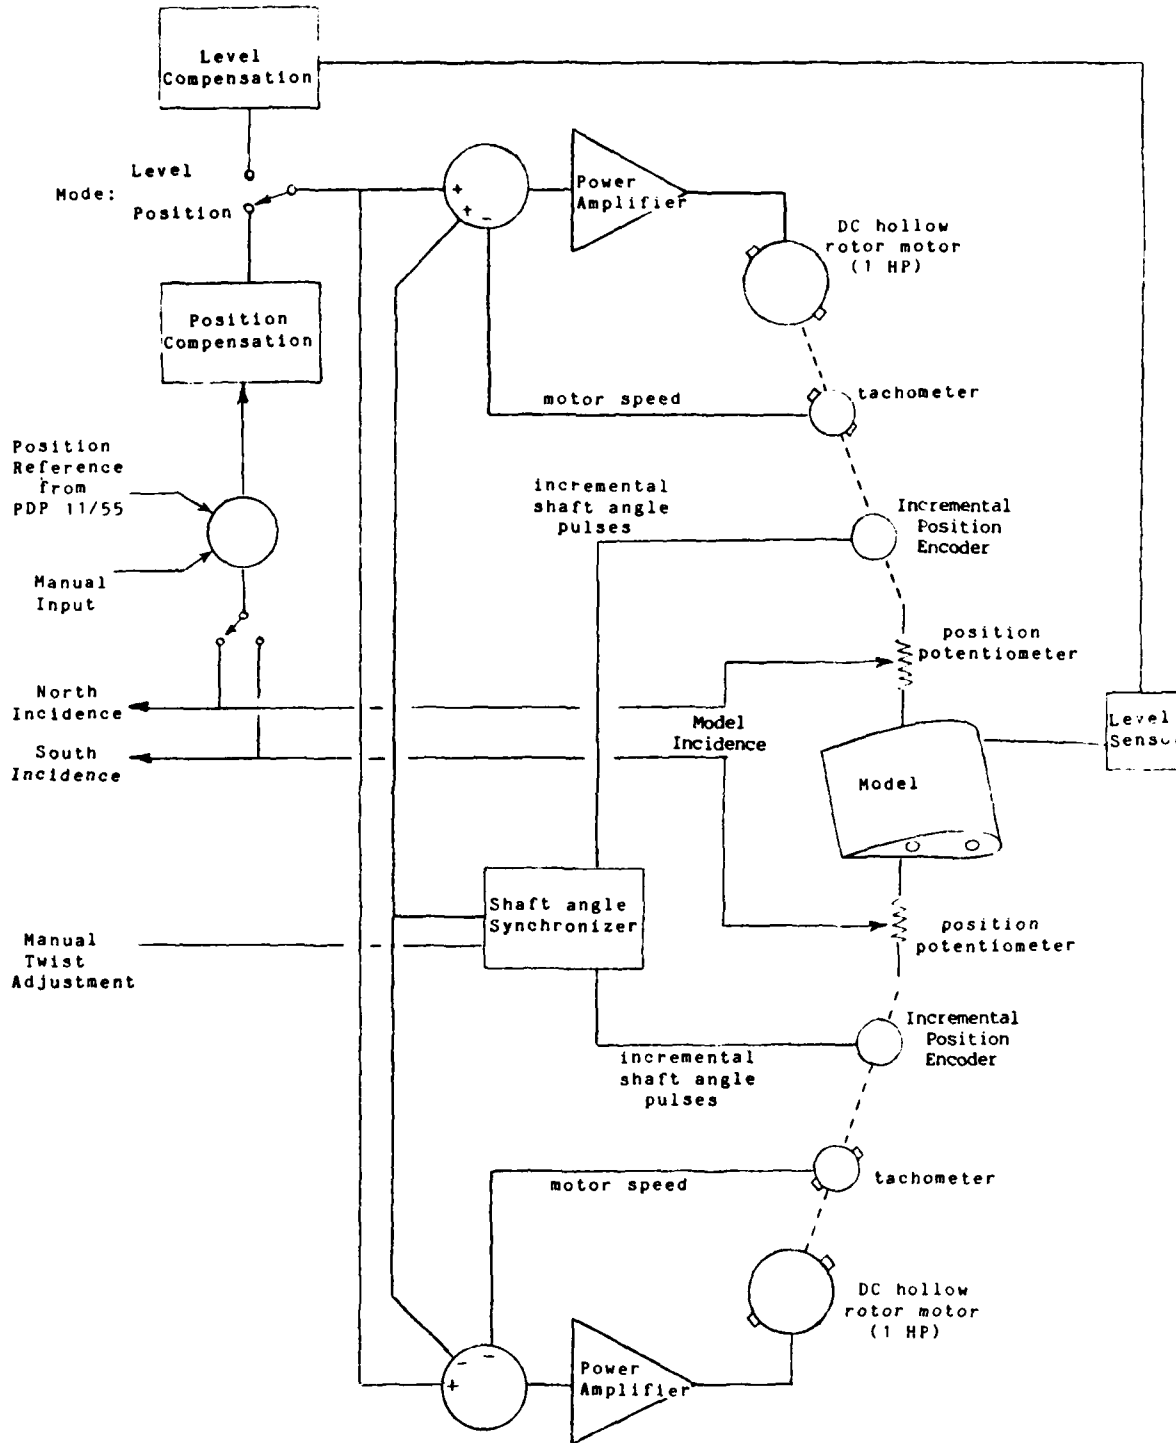 Level
Compensation
Level
Mode:
Position
+
+
-
Power
Amplifier
DC hollow
rotor motor
(1 HP)
Position
Compensation
motor speed
tachometer
Position
Reference
from
PDP 11/55
incremental
shaft angle
pulses
Incremental
Position
Encoder
Manual
Input
position
potentiometer
North
Incidence
Model
Incidence
South
Incidence
Level
Model
Shaft angle
Synchronizer
Manual
Twist
Adjustment
position
potentiometer
Incremental
Position
Encoder
incremental
shaft angle
pulses
motor speed
tachometer
DC hollow
rotor motor
(1 HP)
-
-
+
Power
Amplifier